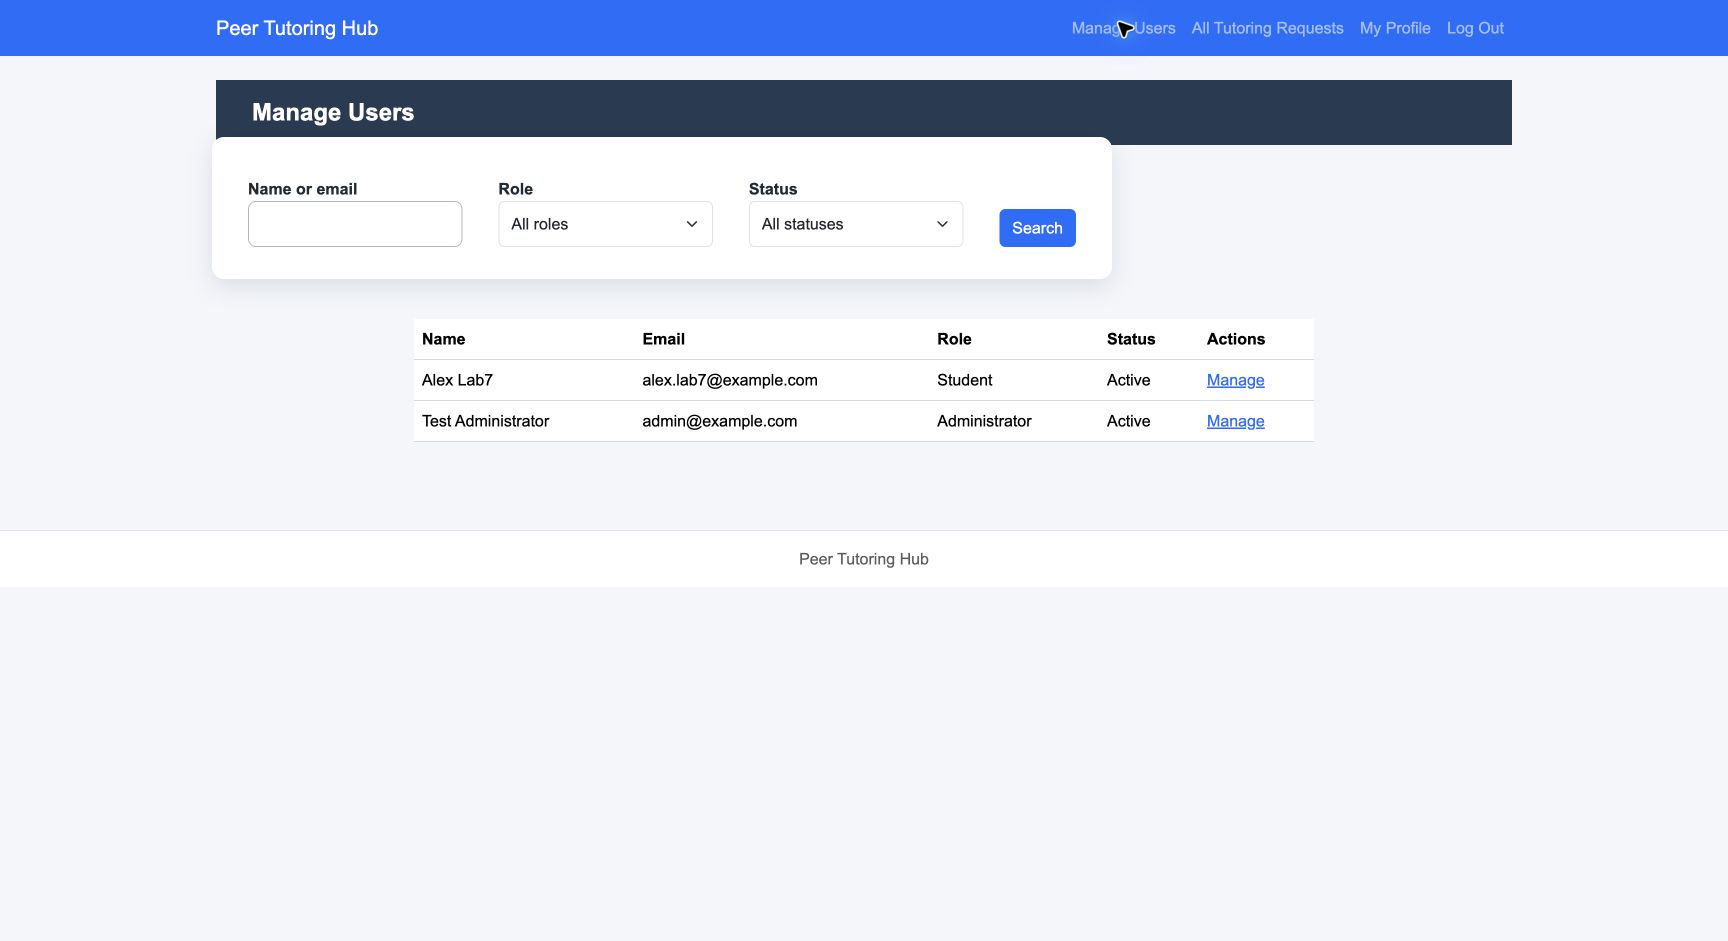 Peer Tutoring Hub Manage Users All Tutoring Requests My Profile Log Out
Manage Users
Name or email Role Status
All roles All statuses Search
Name Email Role Status Actions
Alex Lab7 alex.lab7@example.com Student Active Manage
Test Administrator admin@example.com Administrator Active Manage
Peer Tutoring Hub